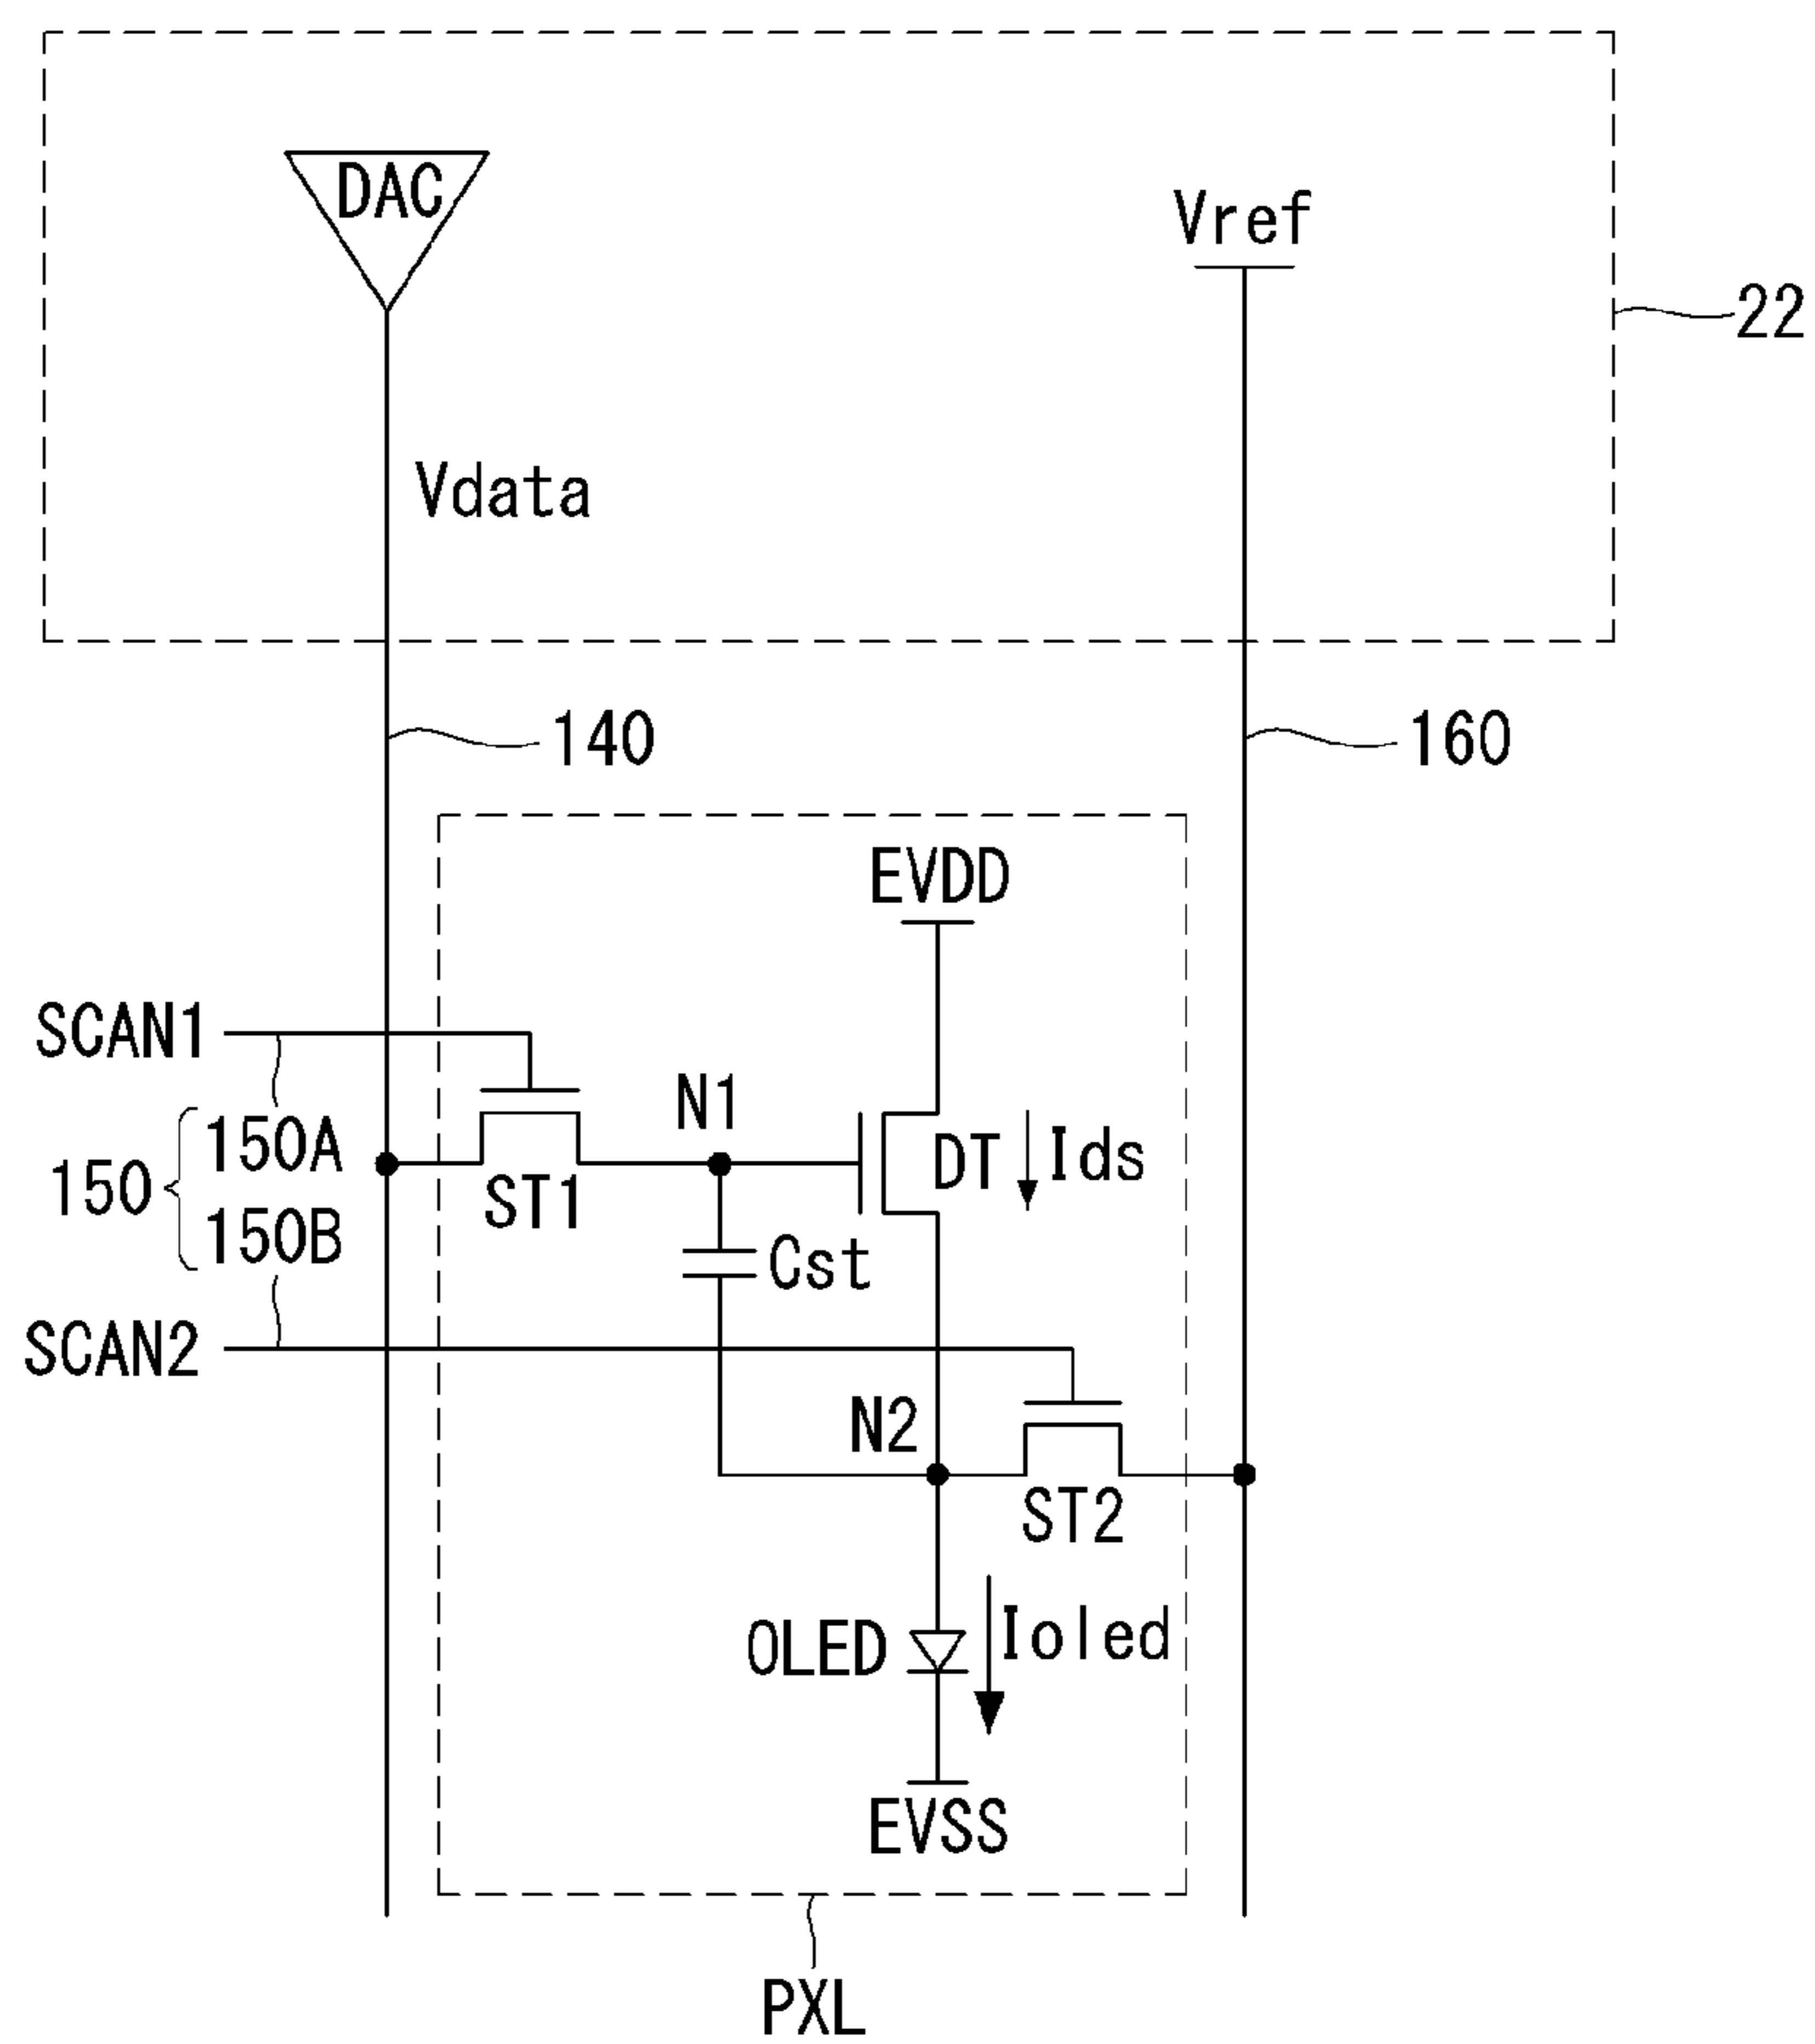 DAC
Vref
22
Vdata
140
160
EVDD
SCAN1
N1
150A
DT
Ids
150
ST1
150B
Cst
SCAN2
N2
ST2
OLED
Ioled
EVSS
PXL